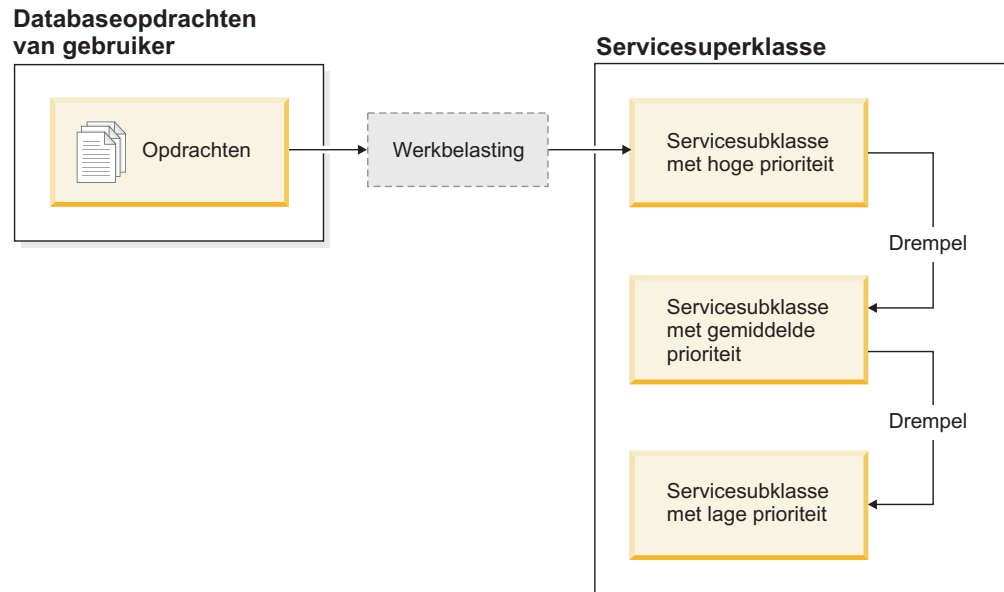 Databaseopdrachten
van gebruiker
Servicesuperklasse
Opdrachten
Werkbelasting
Servicesubklasse
met hoge prioriteit
Drempel
Servicesubklasse
met gemiddelde
prioriteit
Drempel
Servicesubklasse
met lage prioriteit